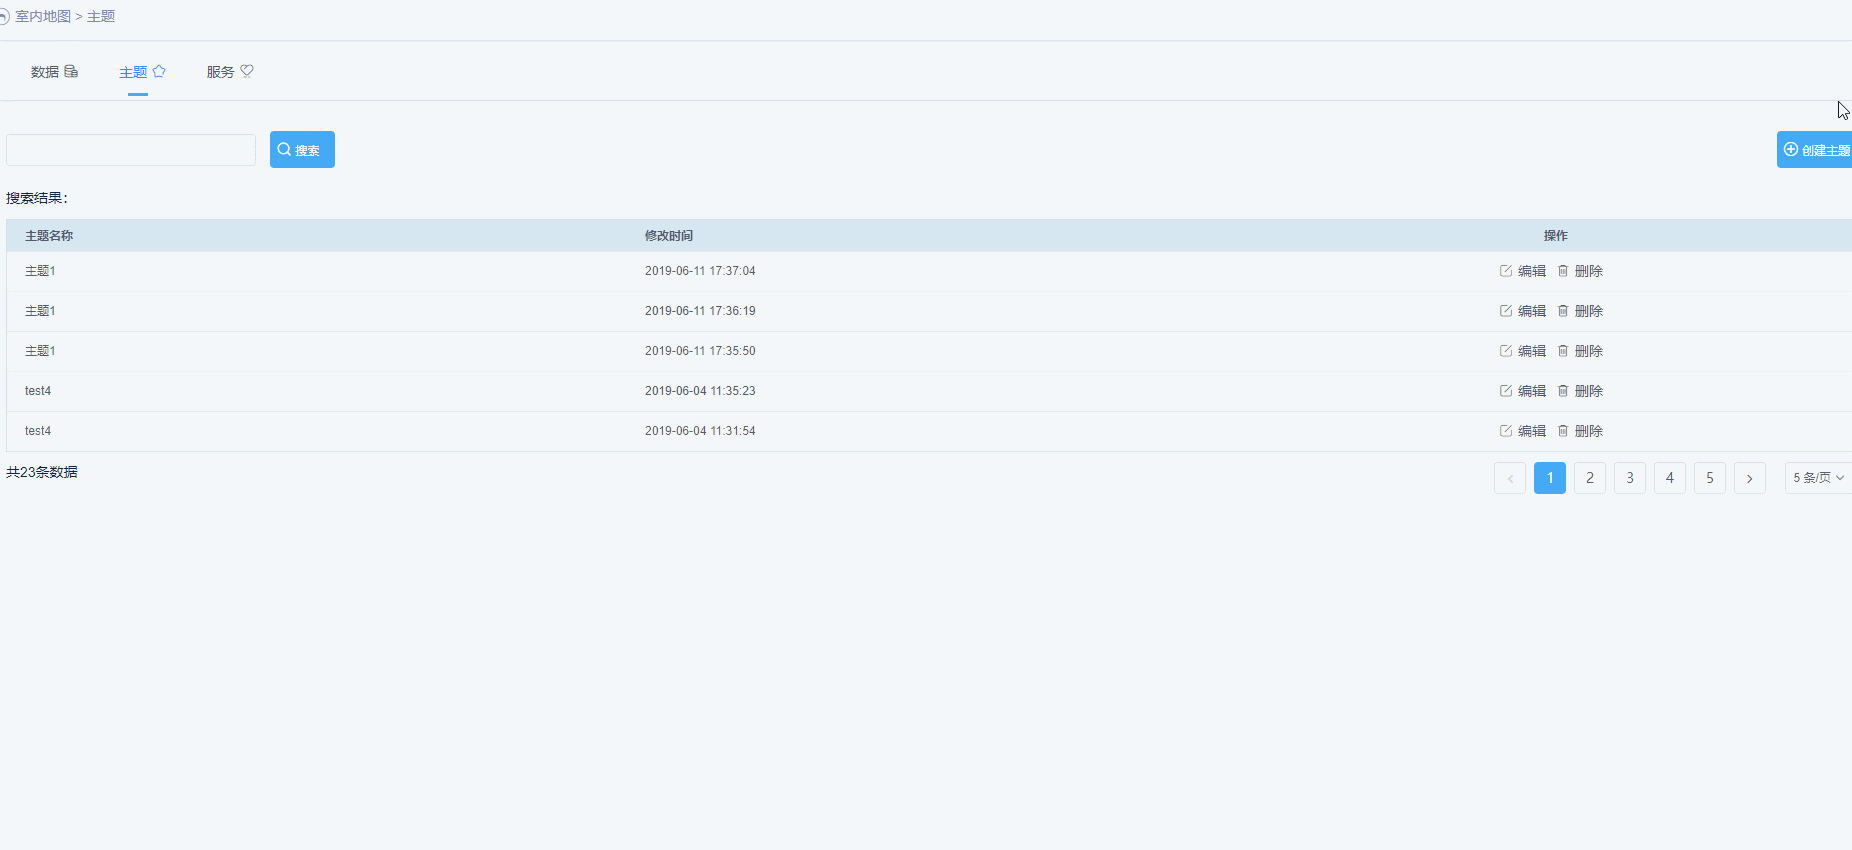 室内地图 > 主题
数据 主题 服务
搜索 创建主题
搜索结果：
主题名称 修改时间 操作
主题1 2019-06-11 17:37:04 编辑 删除
主题1 2019-06-11 17:36:19 编辑 删除
主题1 2019-06-11 17:35:50 编辑 删除
test4 2019-06-04 11:35:23 编辑 删除
test4 2019-06-04 11:31:54 编辑 删除
共23条数据 < 1 2 3 4 5 > 5 条/页